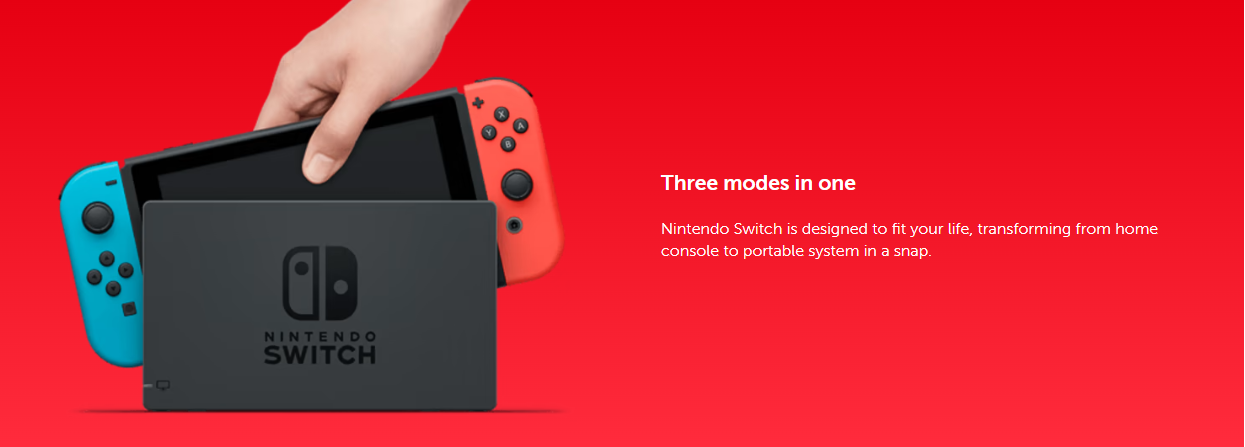 X
Y
A
B
NINTENDO
SWITCH
Three modes in one
Nintendo Switch is designed to fit your life, transforming from home
console to portable system in a snap.